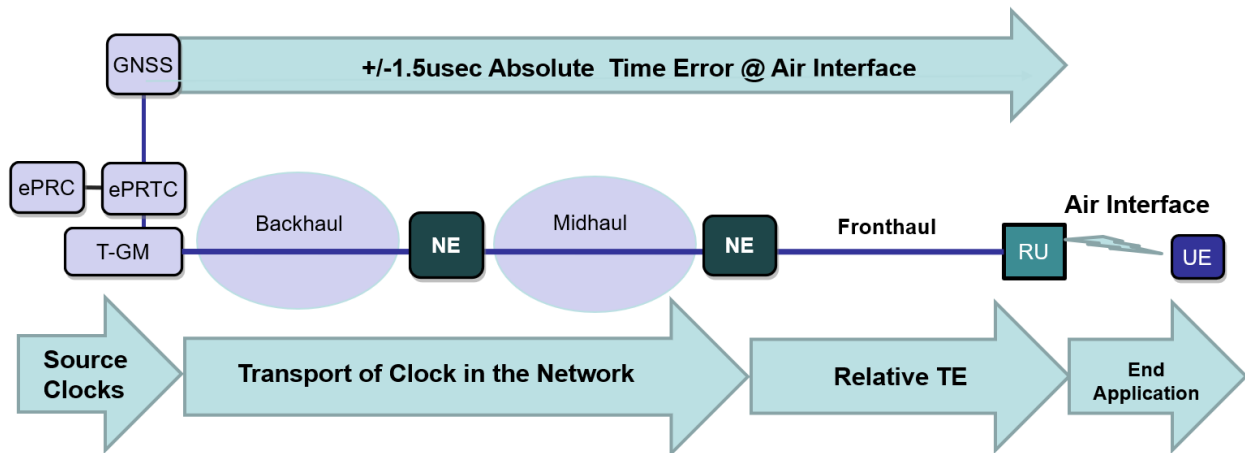 GNSS
+/-1.5usec Absolute Time Error @ Air Interface
ePRC
ePRTC
T-GM
Backhaul
NE
Midhaul
NE
Fronthaul
Air Interface
RU
UE
Source
Clocks
Transport of Clock in the Network
Relative TE
End
Application